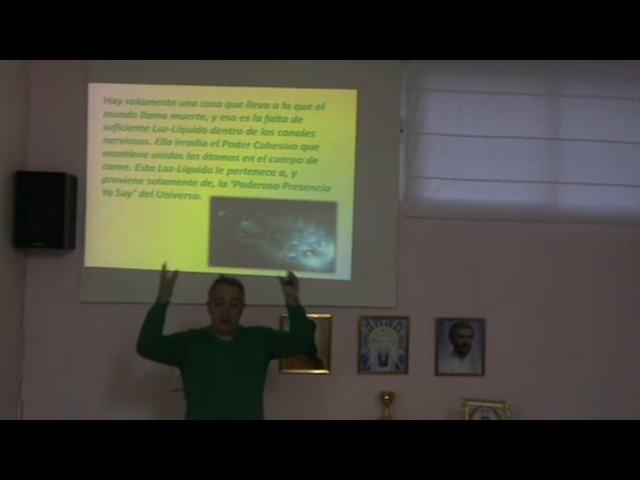 Hay solamente una cosa que lleva a lo que el
mundo llama muerte, y eso es la falta de
suficiente Luz-Líquida dentro de los canales
nerviosos. Ella irradia el Poder Cohesivo que
mantiene unidos los átomos en el cuerpo de
carne. Esta Luz-Líquida le pertenece a, y
proviene solamente de, la 'Poderosa Presencia
Yo Soy' del Universo.